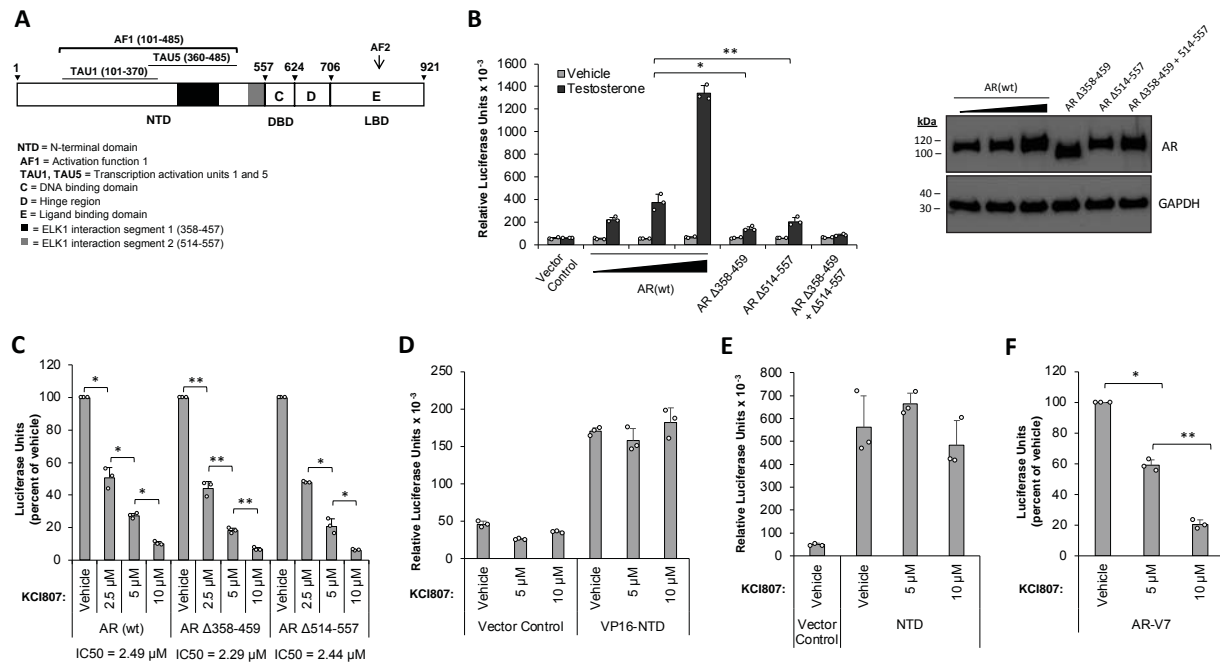 A
AF1 (101-485)
TAU5 (360-485)
TAU1 (101-370)
AF2
1
557 624 706 921
C D E
NTD DBD LBD
NTD = N-terminal domain
AF1 = Activation function 1
TAU1, TAU5 = Transcription activation units 1 and 5
C = DNA binding domain
D = Hinge region
E = Ligand binding domain
= ELK1 interaction segment 1 (358-457)
= ELK1 interaction segment 2 (514-557)
B
Relative Luciferase Units x 10⁻³
1600
1400
1200
1000
800
600
400
200
0
Vehicle
Testosterone
**
*
Vector Control
AR(wt)
AR Δ358-459
AR Δ514-557
AR Δ358-459 + Δ514-557
AR(wt)
AR Δ358-459
AR Δ514-557
AR Δ358-459 + 514-557
kDa
120
100
AR
40
30
GAPDH
C
Luciferase Units (percent of vehicle)
120
100
80
60
40
20
0
* * * ** ** ** * *
KCI807: Vehicle 2.5 µM 5 µM 10 µM Vehicle 2.5 µM 5 µM 10 µM Vehicle 2.5 µM 5 µM 10 µM
AR (wt) AR Δ358-459 AR Δ514-557
IC50 = 2.49 µM IC50 = 2.29 µM IC50 = 2.44 µM
D
Relative Luciferase Units x 10⁻³
250
200
150
100
50
0
KCI807: Vehicle 5 µM 10 µM Vehicle 5 µM 10 µM
Vector Control VP16-NTD
E
Relative Luciferase Units x 10⁻³
800
700
600
500
400
300
200
100
0
KCI807: Vehicle Vehicle 5 µM 10 µM
Vector Control NTD
F
Luciferase Units (percent of vehicle)
120
100
80
60
40
20
0
*
**
KCI807: Vehicle 5 µM 10 µM
AR-V7